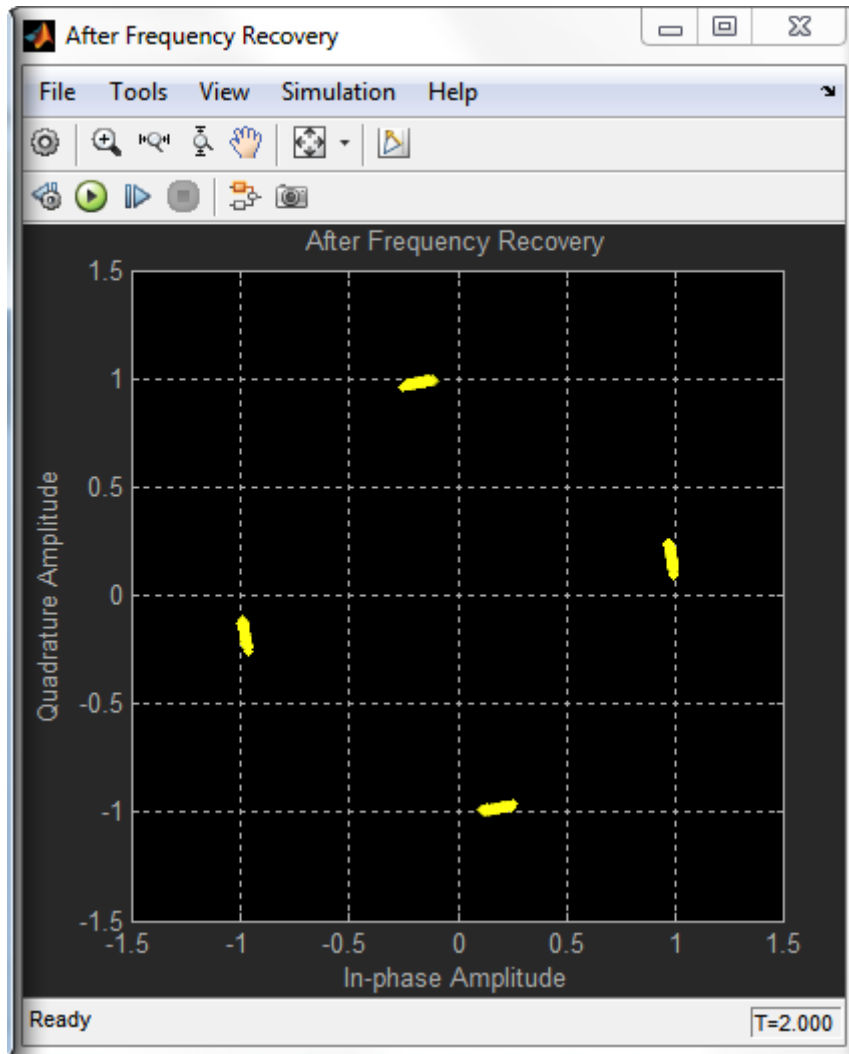 After Frequency Recovery
File Tools View Simulation Help
After Frequency Recovery
1.5
1
0.5
0
-0.5
-1
-1.5
Quadrature Amplitude
-1.5 -1 -0.5 0 0.5 1 1.5
In-phase Amplitude
Ready T=2.000